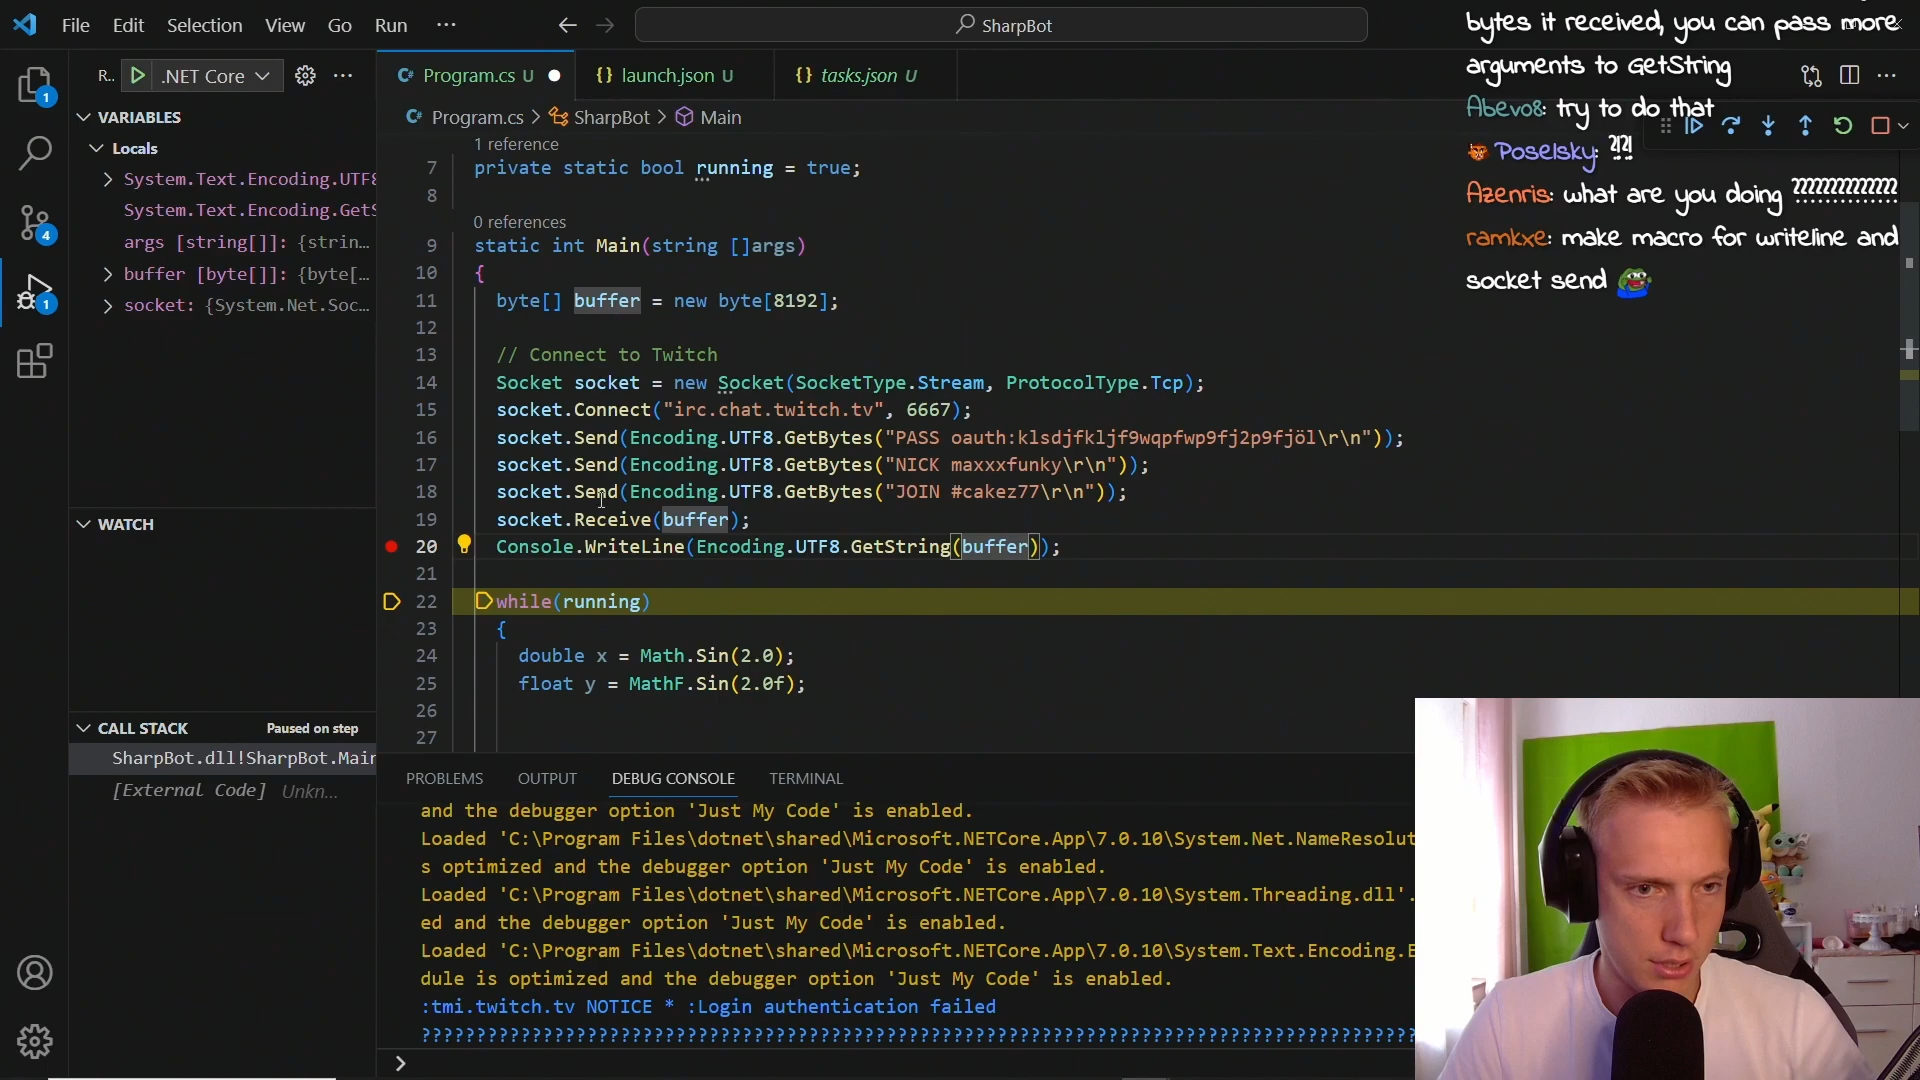 File Edit Selection View Go Run ··· SharpBot
bytes it received, you can pass more
arguments to GetString
Abevo8: try to do that
Poselsky: ?!?!
Azenris: what are you doing ?????????????
ramkxe: make macro for writeline and
socket send
R.. .NET Core
Program.cs U launch.json U tasks.json U
Program.cs > SharpBot > Main
VARIABLES
Locals
System.Text.Encoding.UTF8
System.Text.Encoding.GetS
args [string[]]: {strin…
buffer [byte[]]: {byte[…
socket: {System.Net.Soc…
WATCH
CALL STACK Paused on step
SharpBot.dll!SharpBot.Main
[External Code] Unkn...
1
4
1
1 reference
7 private static bool running = true;
8
0 references
9 static int Main(string []args)
10 {
11 byte[] buffer = new byte[8192];
12
13 // Connect to Twitch
14 Socket socket = new Socket(SocketType.Stream, ProtocolType.Tcp);
15 socket.Connect("irc.chat.twitch.tv", 6667);
16 socket.Send(Encoding.UTF8.GetBytes("PASS oauth:klsdjfkljf9wqpfwp9fj2p9fjöl\r\n"));
17 socket.Send(Encoding.UTF8.GetBytes("NICK maxxxfunky\r\n"));
18 socket.Send(Encoding.UTF8.GetBytes("JOIN #cakez77\r\n"));
19 socket.Receive(buffer);
20 Console.WriteLine(Encoding.UTF8.GetString(buffer));
21
22 while(running)
23 {
24 double x = Math.Sin(2.0);
25 float y = MathF.Sin(2.0f);
26
27
PROBLEMS OUTPUT DEBUG CONSOLE TERMINAL
and the debugger option 'Just My Code' is enabled.
Loaded 'C:\Program Files\dotnet\shared\Microsoft.NETCore.App\7.0.10\System.Net.NameResolut
s optimized and the debugger option 'Just My Code' is enabled.
Loaded 'C:\Program Files\dotnet\shared\Microsoft.NETCore.App\7.0.10\System.Threading.dll'.
ed and the debugger option 'Just My Code' is enabled.
Loaded 'C:\Program Files\dotnet\shared\Microsoft.NETCore.App\7.0.10\System.Text.Encoding.E
dule is optimized and the debugger option 'Just My Code' is enabled.
:tmi.twitch.tv NOTICE * :Login authentication failed
??????????????????????????????????????????????????????????????????????????????????????????